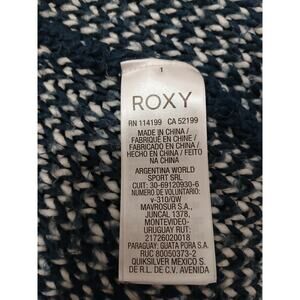 1
ROXY
RN 114199 CA 52199
MADE IN CHINA /
FABRIQUÉ EN CHINE /
FABRICADO EN CHINA /
HECHO EN CHINA / FEITO
NA CHINA
ARGENTINA WORLD
SPORT SRL
CUIT: 30-69120930-6
NUMERO DE VOLUNTARIO:
v-310/QW
MAVROSUR S.A.,
JUNCAL 1378,
MONTEVIDEO-
URUGUAY RUT:
21726020018
PARAGUAY: GUATA PORA S.A.
RUC 80050373-2
QUIKSILVER MEXICO S.
DE R.L. DE C.V. AVENIDA